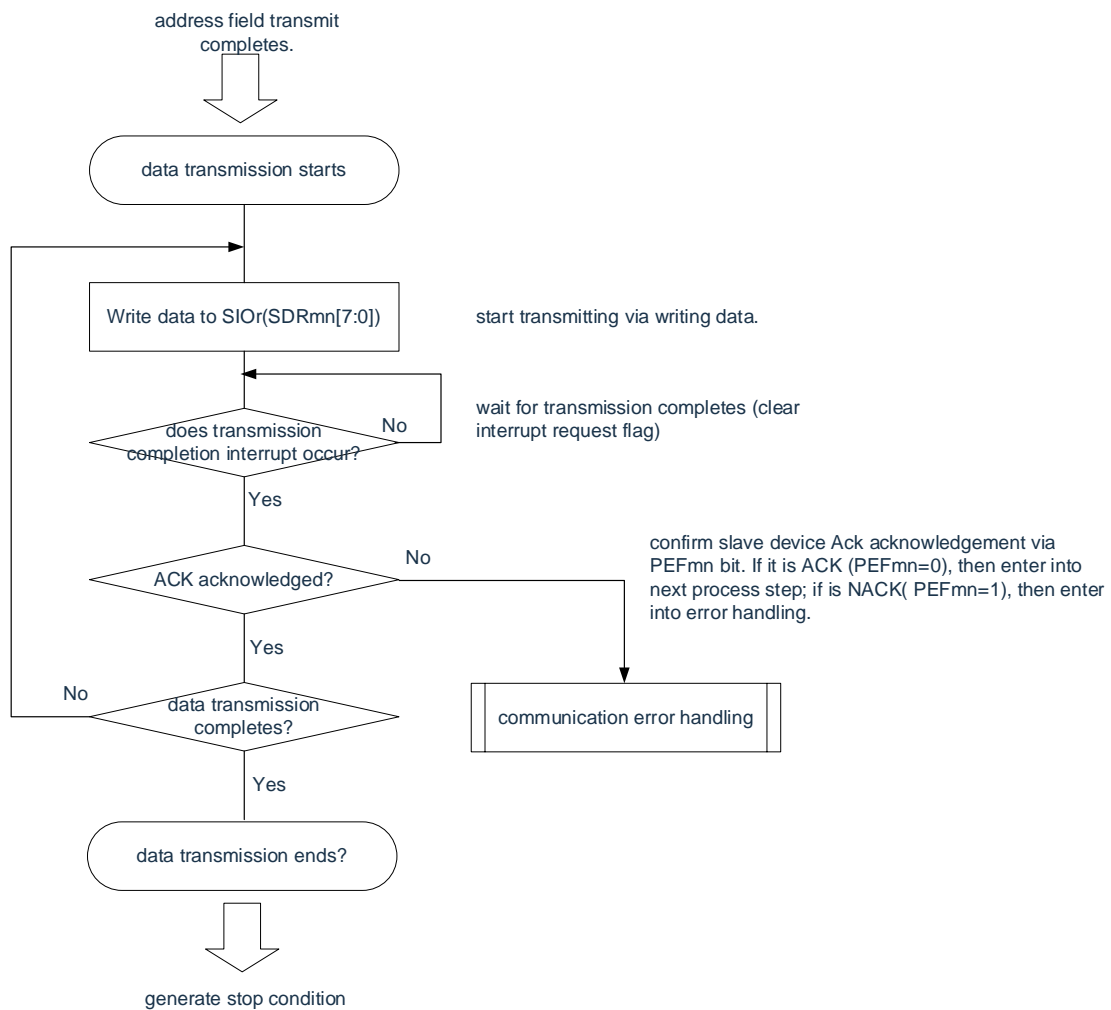 address field transmit
completes.
data transmission starts
Write data to SIOr(SDRmn[7:0])
start transmitting via writing data.
wait for transmission completes (clear
interrupt request flag)
does transmission
completion interrupt occur?
No
Yes
confirm slave device Ack acknowledgement via
PEFmn bit. If it is ACK (PEFmn=0), then enter into
next process step; if is NACK( PEFmn=1), then enter
into error handling.
ACK acknowledged?
No
Yes
No
data transmission
completes?
communication error handling
Yes
data transmission ends?
generate stop condition